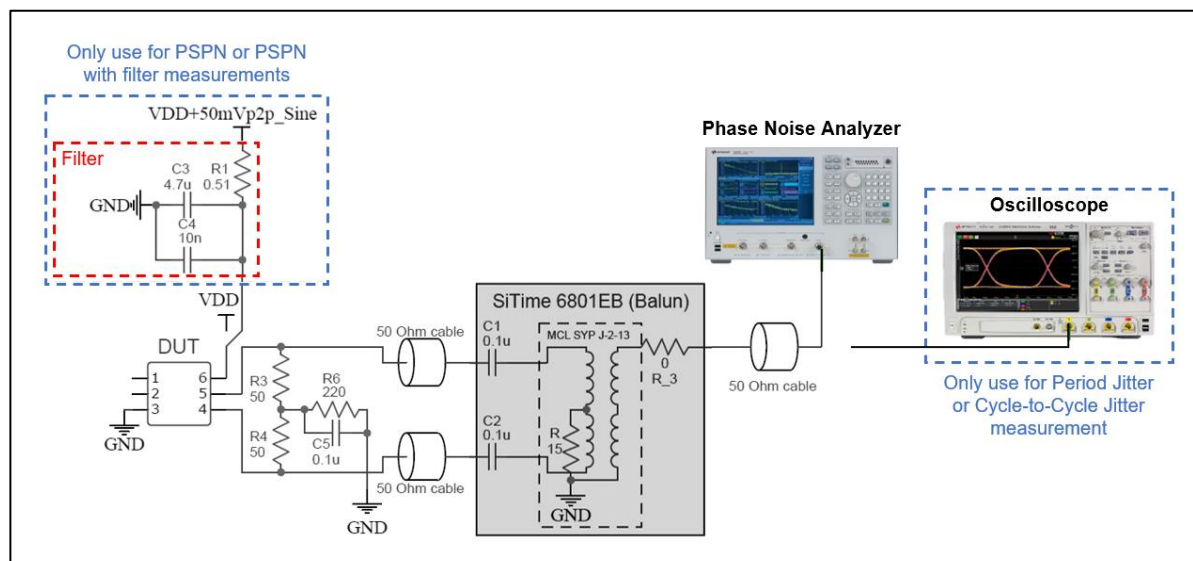 Only use for PSPN or PSPN
with filter measurements
VDD+50mVp2p_Sine
Filter
C3
4.7u
R1
0.51
GND
C4
10n
VDD
DUT
1
2
3
6
5
4
GND
R3
50
R4
50
R6
220
C5
0.1u
GND
50 Ohm cable
50 Ohm cable
SiTime 6801EB (Balun)
C1
0.1u
C2
0.1u
MCL SYP J-2-13
R
15
GND
0
R_3
50 Ohm cable
Phase Noise Analyzer
Oscilloscope
Only use for Period Jitter
or Cycle-to-Cycle Jitter
measurement